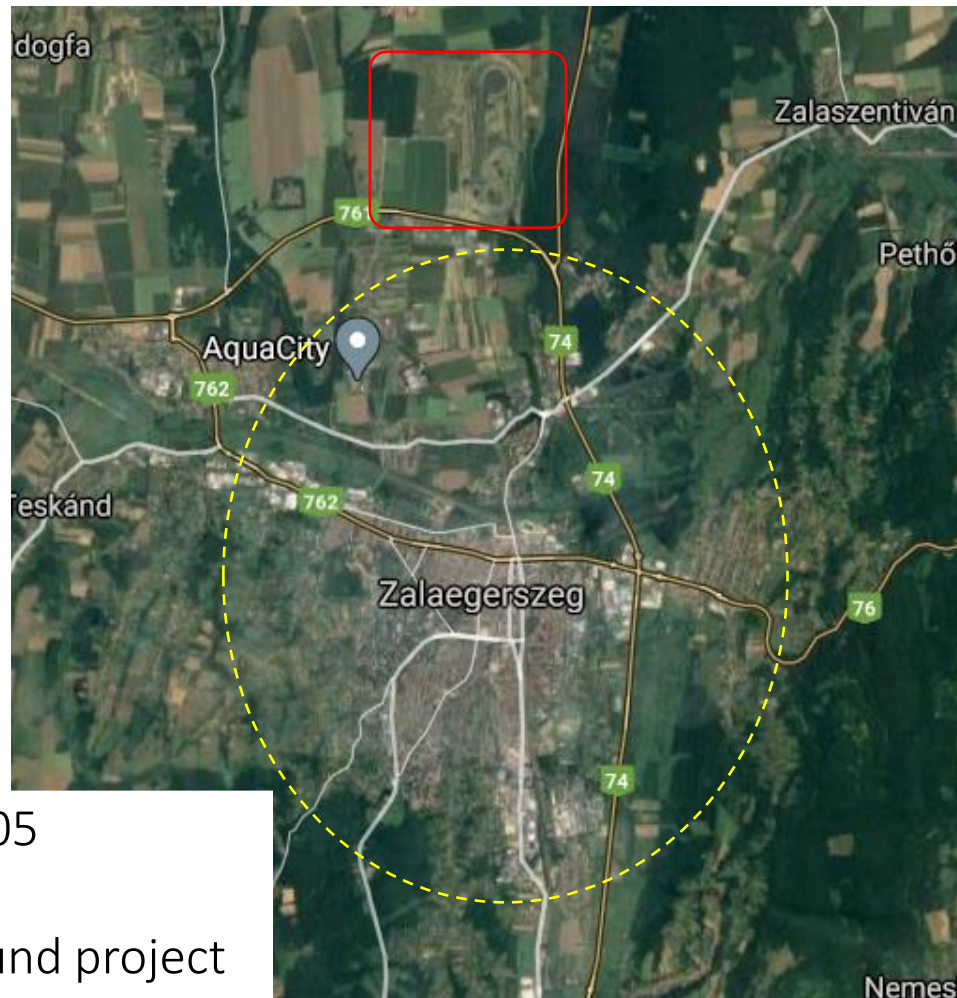 dogfa
Zalaszentiván
761
Pethő
74
AquaCity
762
74
762
Teskánd
Zalaegerszeg
76
74
05
und project
Nemes